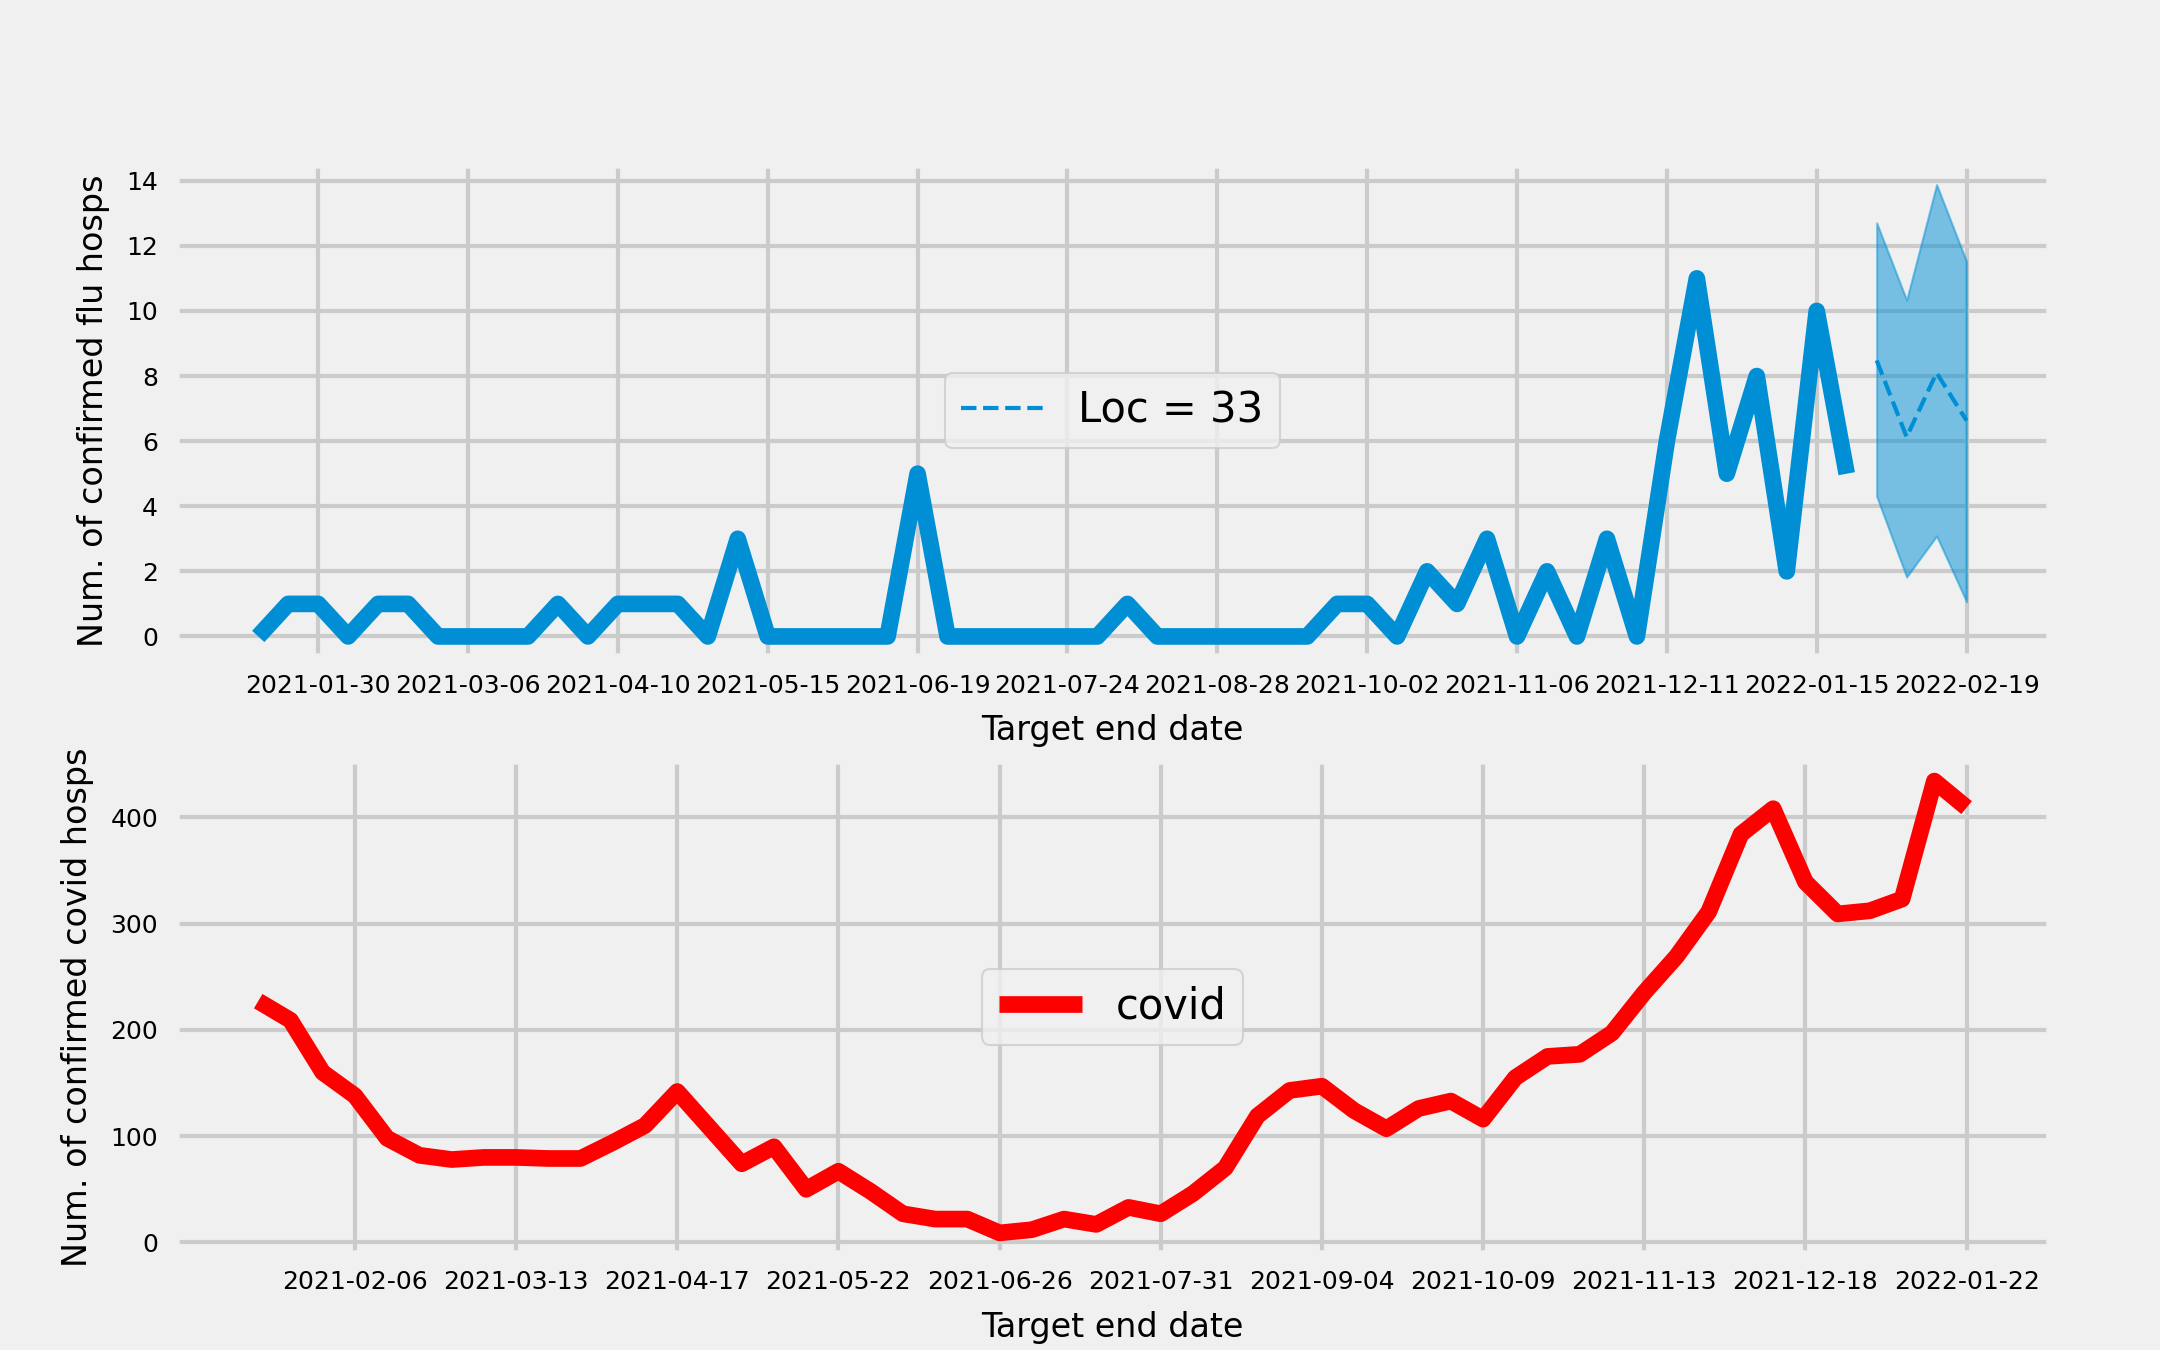 Num. of confirmed flu hosps
14
12
10
8
6
4
2
0
Loc = 33
2021-01-30 2021-03-06 2021-04-10 2021-05-15 2021-06-19 2021-07-24 2021-08-28 2021-10-02 2021-11-06 2021-12-11 2022-01-15 2022-02-19
Target end date
Num. of confirmed covid hosps
400
300
200
100
0
covid
2021-02-06 2021-03-13 2021-04-17 2021-05-22 2021-06-26 2021-07-31 2021-09-04 2021-10-09 2021-11-13 2021-12-18 2022-01-22
Target end date